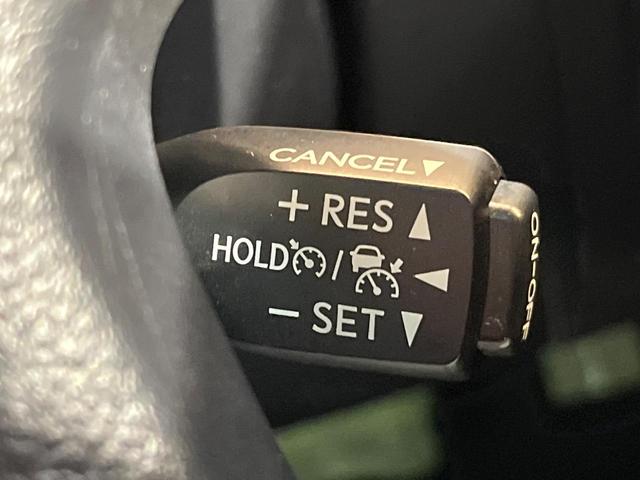 CANCEL▼
+ RES ▲
HOLD / ◀
− SET ▼
ON-OFF